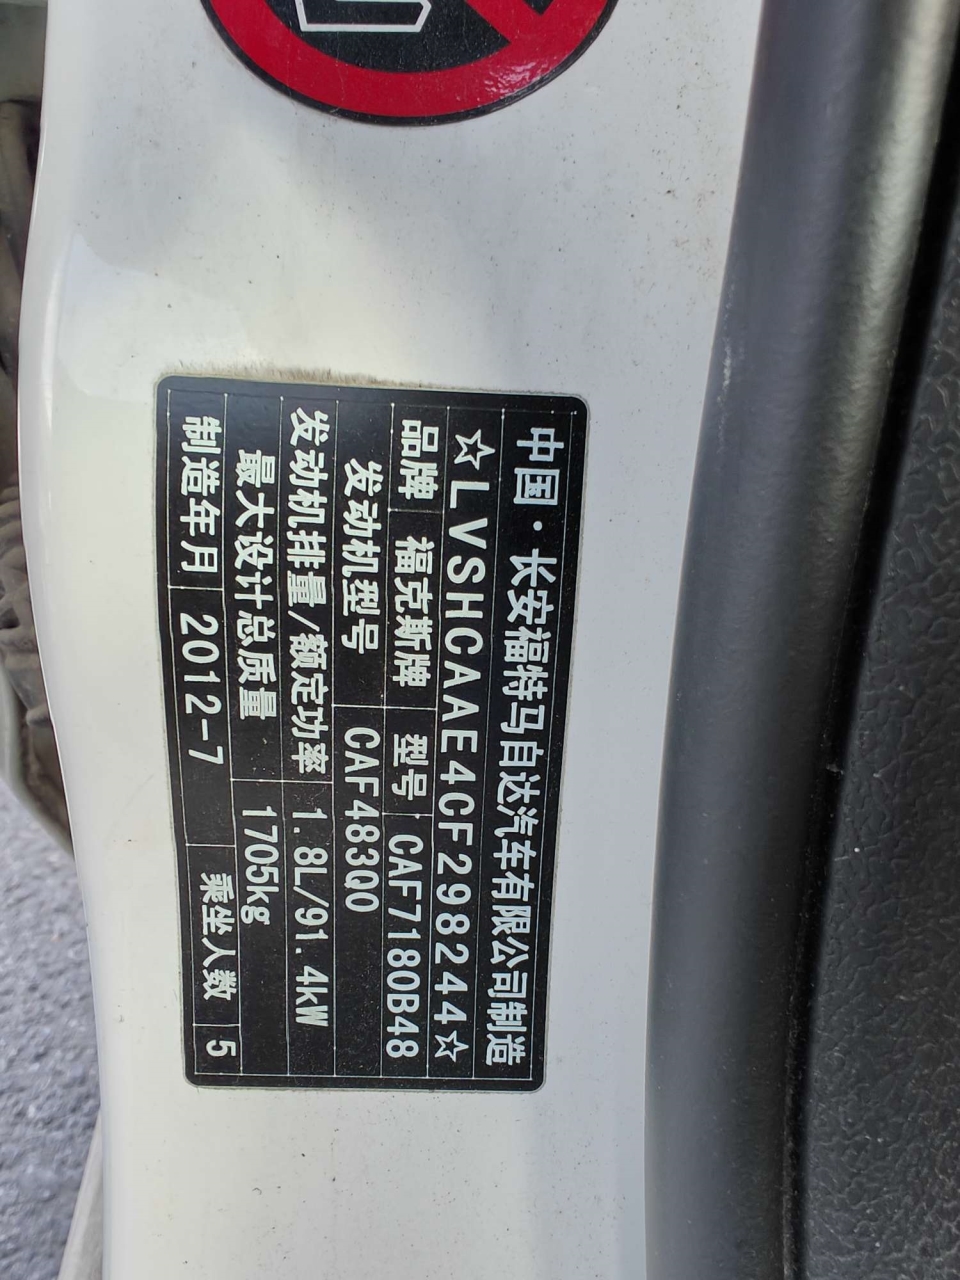 中国·长安福特马自达汽车有限公司制造
☆LVSHCAAE4CF298244☆
品牌 福克斯牌 型号 CAF7180B48
发动机型号 CAF483Q0
发动机排量/额定功率 1.8L/91.4kW
最大设计总质量 1705kg
制造年月 2012-7 乘坐人数 5